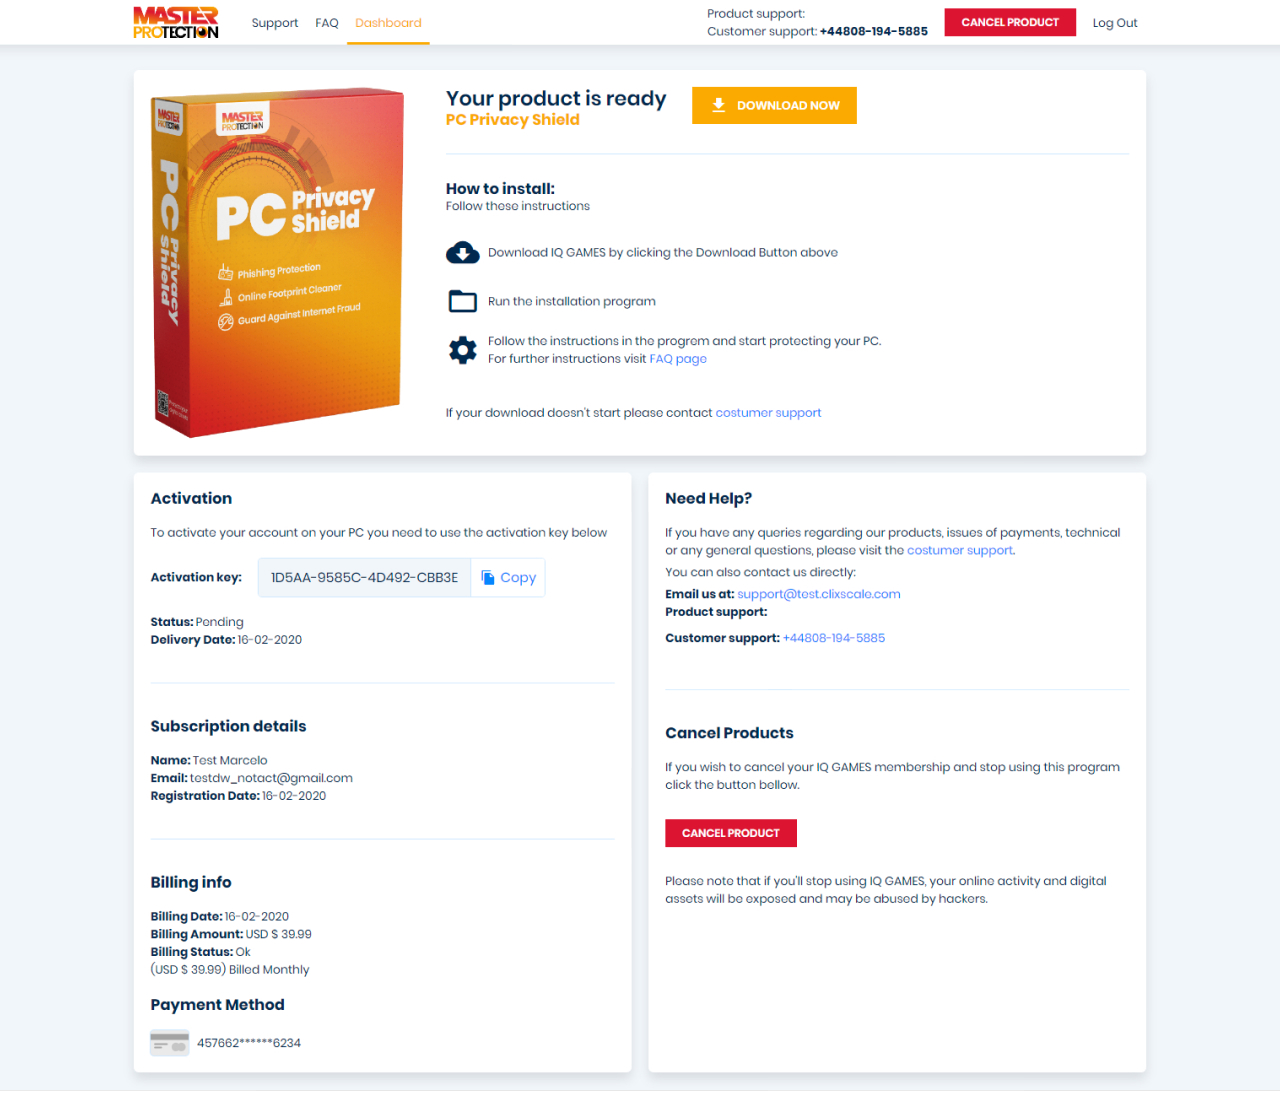 MASTER
PROTECTION
Support
FAQ
Dashboard
Product support:
Customer support: +44808-194-5885
CANCEL PRODUCT
Log Out
MASTER
PROTECTION
MASTER
PROTECTION
PC Privacy Shield
PC Privacy
Shield
Phishing Protection
Online Footprint Cleaner
Guard Against Internet Fraud
Your product is ready
PC Privacy Shield
DOWNLOAD NOW
How to install:
Follow these instructions
Download IQ GAMES by clicking the Download Button above
Run the installation program
Follow the instructions in the progrem and start protecting your PC.
For further instructions visit FAQ page
If your download doesn't start please contact costumer support
Activation
To activate your account on your PC you need to use the activation key below
Activation key:
1D5AA-9585C-4D492-CBB3E
Copy
Status: Pending
Delivery Date: 16-02-2020
Subscription details
Name: Test Marcelo
Email: testdw_notact@gmail.com
Registration Date: 16-02-2020
Billing info
Billing Date: 16-02-2020
Billing Amount: USD $ 39.99
Billing Status: Ok
(USD $ 39.99) Billed Monthly
Payment Method
457662******6234
Need Help?
If you have any queries regarding our products, issues of payments, technical
or any general questions, please visit the costumer support.
You can also contact us directly:
Email us at: support@test.clixscale.com
Product support:
Customer support: +44808-194-5885
Cancel Products
If you wish to cancel your IQ GAMES membership and stop using this program
click the button bellow.
CANCEL PRODUCT
Please note that if you'll stop using IQ GAMES, your online activity and digital
assets will be exposed and may be abused by hackers.